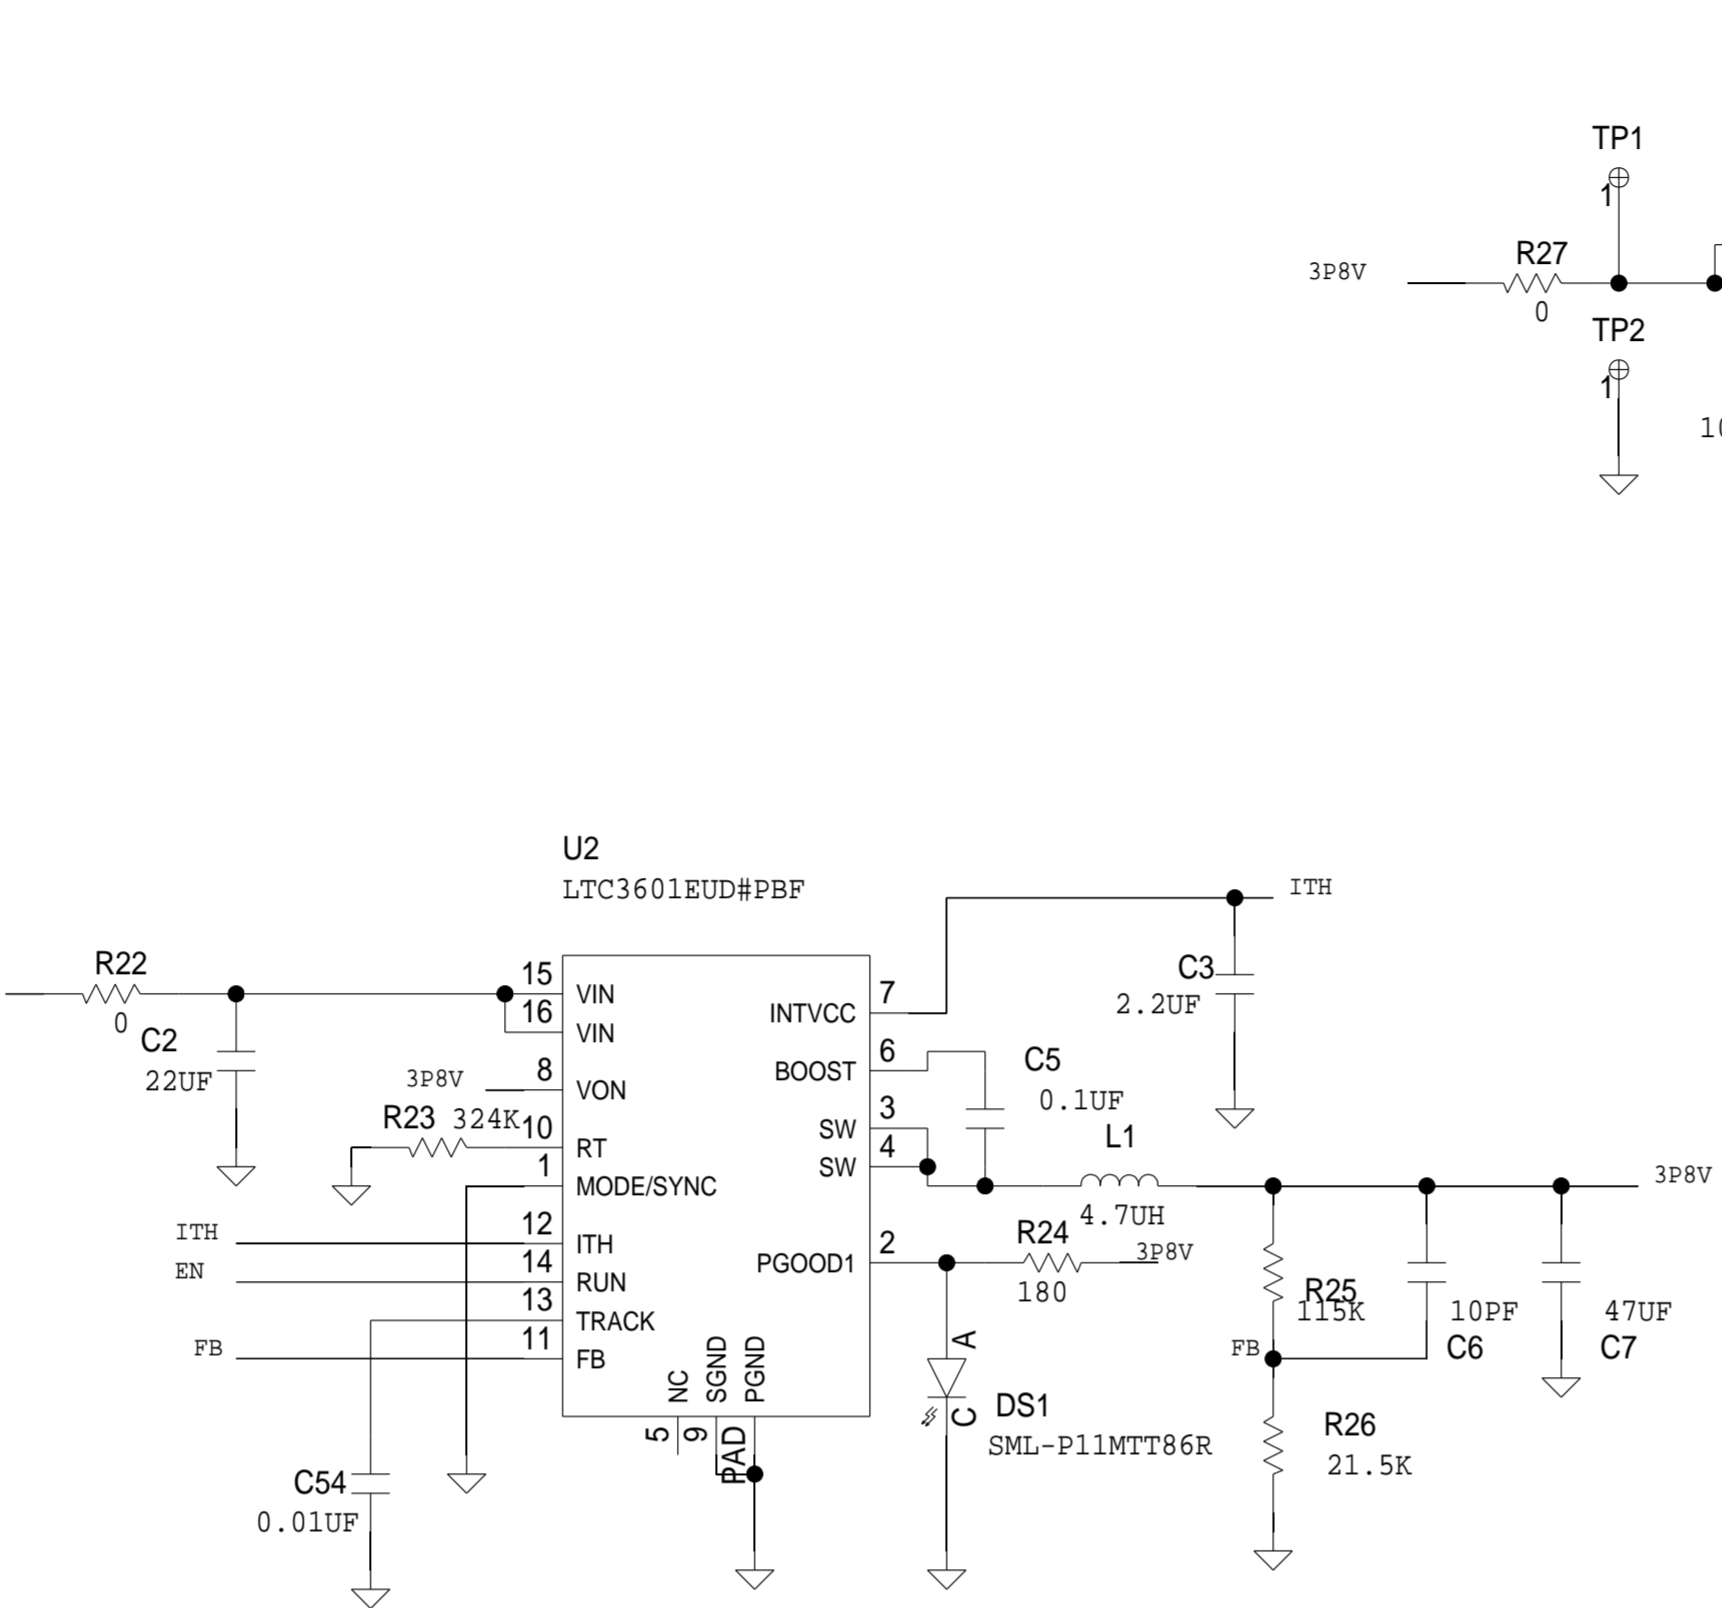 TP1
1
R27
3P8V
0
TP2
1
10
U2
LTC3601EUD#PBF
ITH
R22
0
C2
22UF
15
VIN
16
VIN
7
INTVCC
C3
2.2UF
8
VON
3P8V
6
BOOST
C5
0.1UF
R23 324K
10
RT
3
SW
4
SW
L1
4.7UH
3P8V
1
MODE/SYNC
ITH
12
ITH
EN
14
RUN
13
TRACK
FB
11
FB
2
PGOOD1
R24
180
3P8V
R25
115K
10PF
C6
47UF
C7
FB
A
C
DS1
SML-P11MTT86R
R26
21.5K
NC
SGND
PGND
5
9
PAD
C54
0.01UF